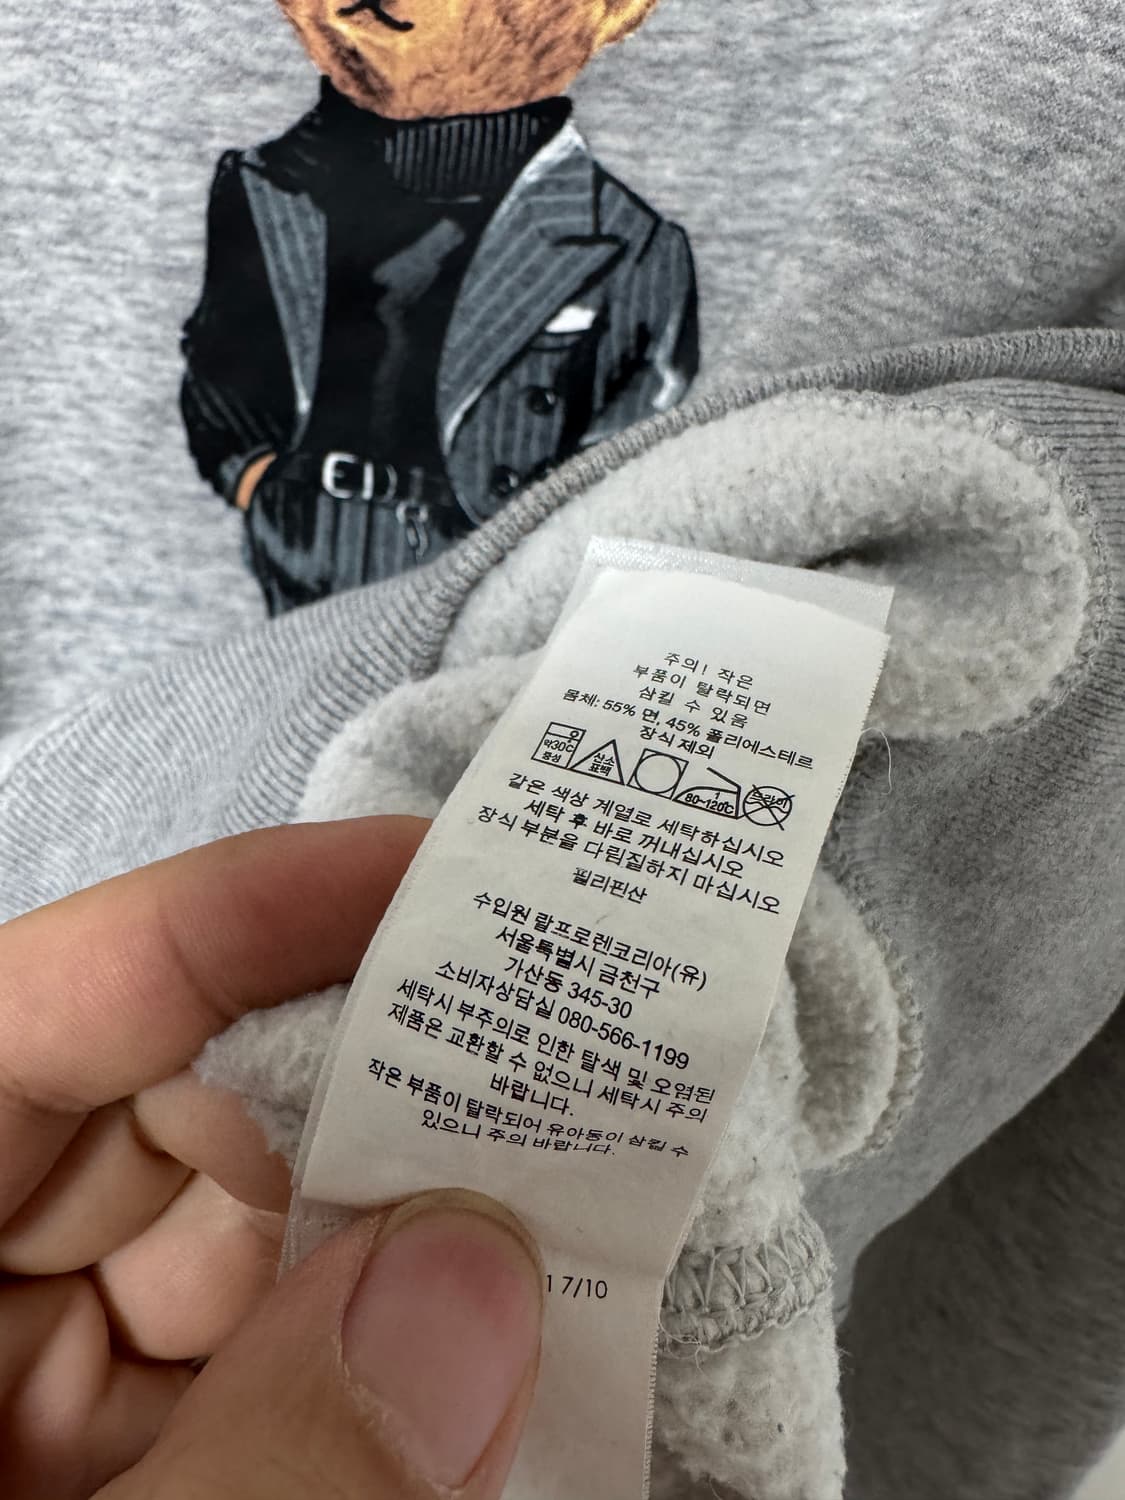 주의! 작은
부품이 탈락되면
삼킬 수 있음
몸체: 55% 면, 45% 폴리에스테르
장식 제외
약30℃
중성
산소
표백
1
80~120℃
드라이
같은 색상 계열로 세탁하십시오
세탁 후 바로 꺼내십시오
장식 부분을 다림질하지 마십시오
필리핀산
수입원 랄프로렌코리아(유)
서울특별시 금천구
가산동 345-30
소비자상담실 080-566-1199
세탁시 부주의로 인한 탈색 및 오염된
제품은 교환할 수 없으니 세탁시 주의
바랍니다.
작은 부품이 탈락되어 유아동이 삼킬 수
있으니 주의 바랍니다.
17/10